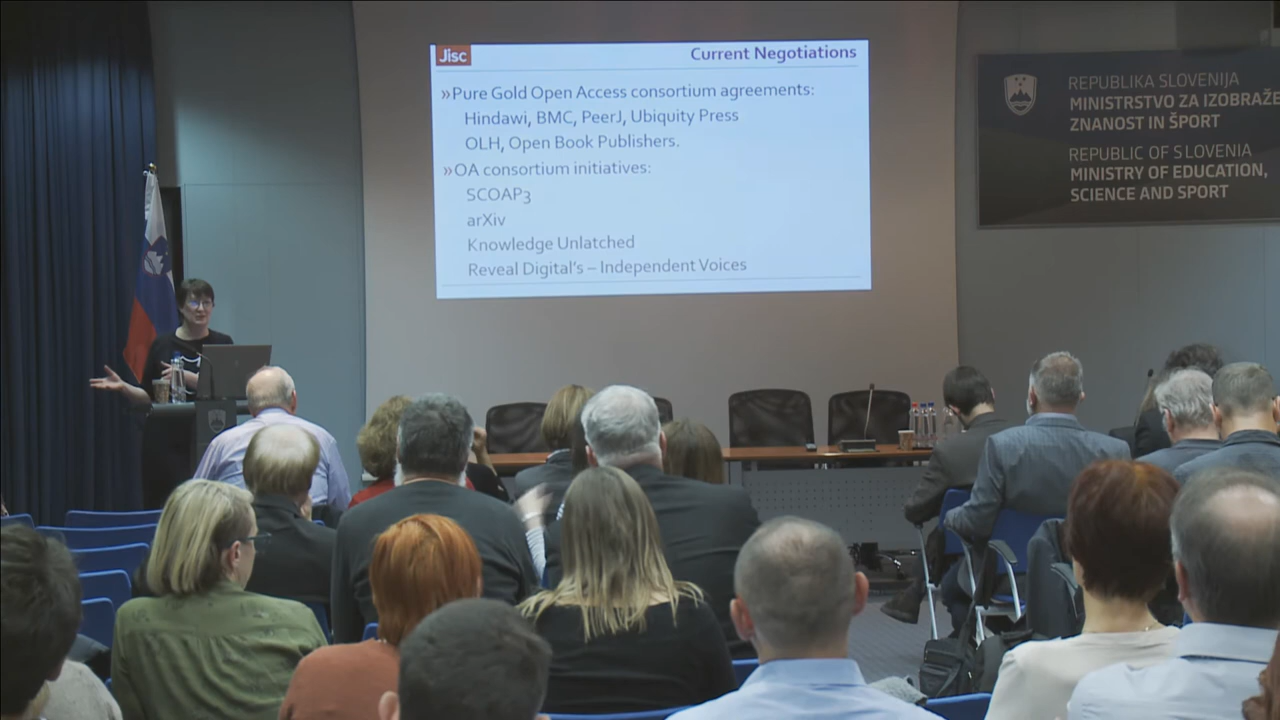 Jisc
Current Negotiations
»Pure Gold Open Access consortium agreements:
Hindawi, BMC, PeerJ, Ubiquity Press
OLH, Open Book Publishers.
»OA consortium initiatives:
SCOAP3
arXiv
Knowledge Unlatched
Reveal Digital's – Independent Voices
REPUBLIKA SLOVENIJA
MINISTRSTVO ZA IZOBRAŽE
ZNANOST IN ŠPORT
REPUBLIC OF SLOVENIA
MINISTRY OF EDUCATION,
SCIENCE AND SPORT